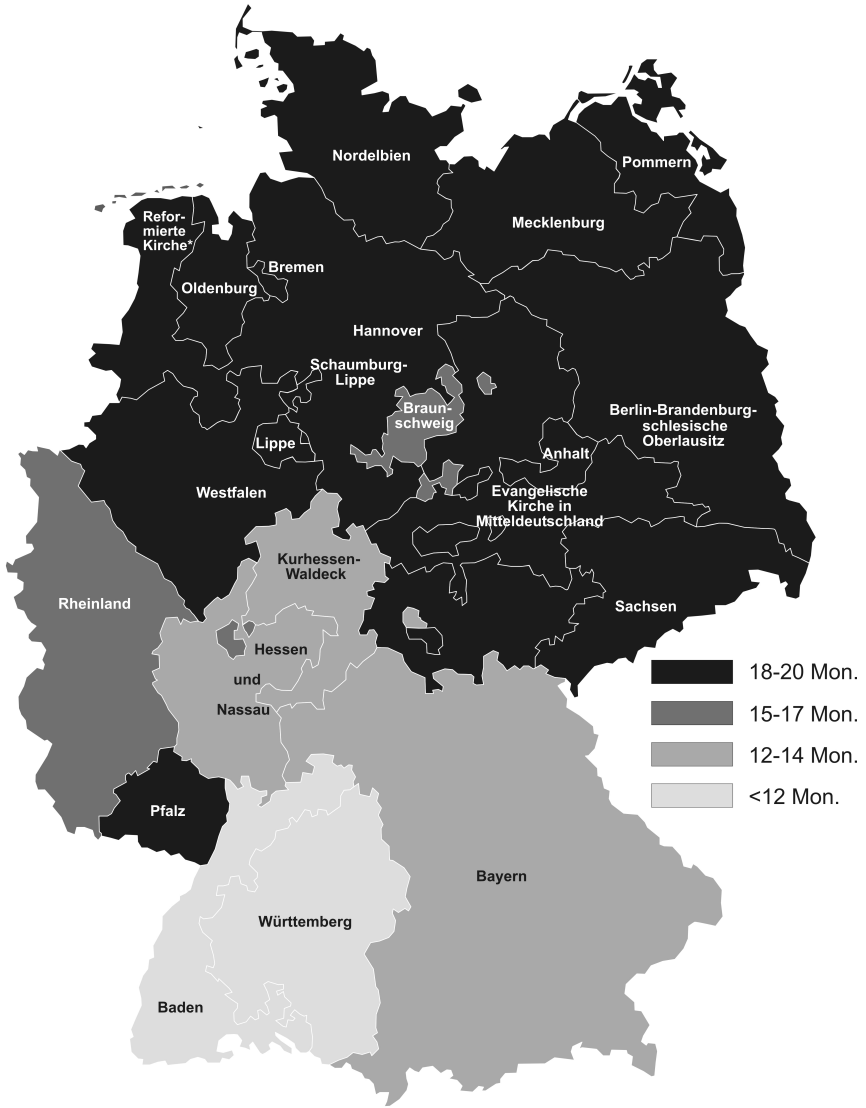 Nordelbien
Pommern
Mecklenburg
Refor-
mierte
Kirche*
Bremen
Oldenburg
Hannover
Schaumburg-
Lippe
Braun-
schweig
Berlin-Brandenburg-
schlesische
Oberlausitz
Lippe
Anhalt
Westfalen
Evangelische
Kirche in
Mitteldeutschland
Kurhessen-
Waldeck
Rheinland
Sachsen
Hessen
und
Nassau
18-20 Mon.
15-17 Mon.
12-14 Mon.
<12 Mon.
Pfalz
Bayern
Württemberg
Baden